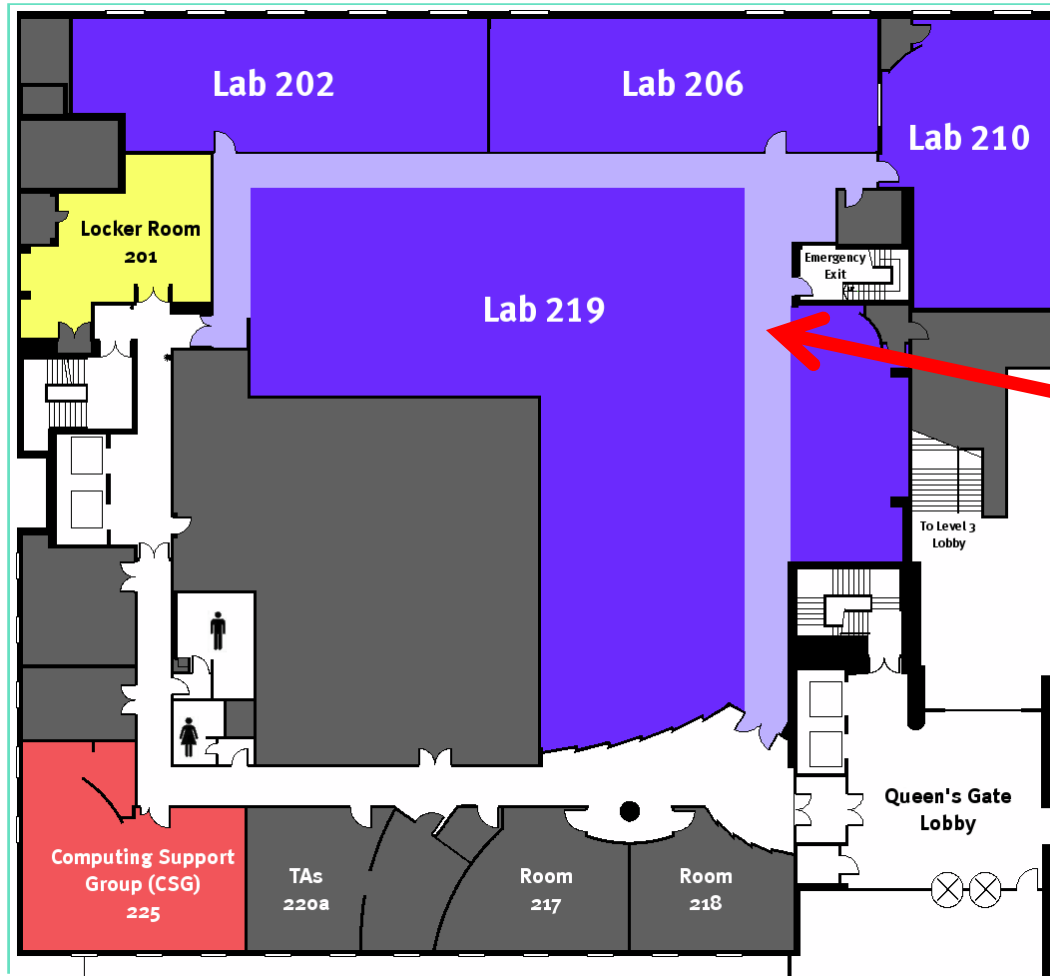 Lab 202
Lab 206
Lab 210
Locker Room
201
Emergency
Exit
Lab 219
To Level 3
Lobby
Queen's Gate
Lobby
Computing Support
Group (CSG)
225
TAs
220a
Room
217
Room
218